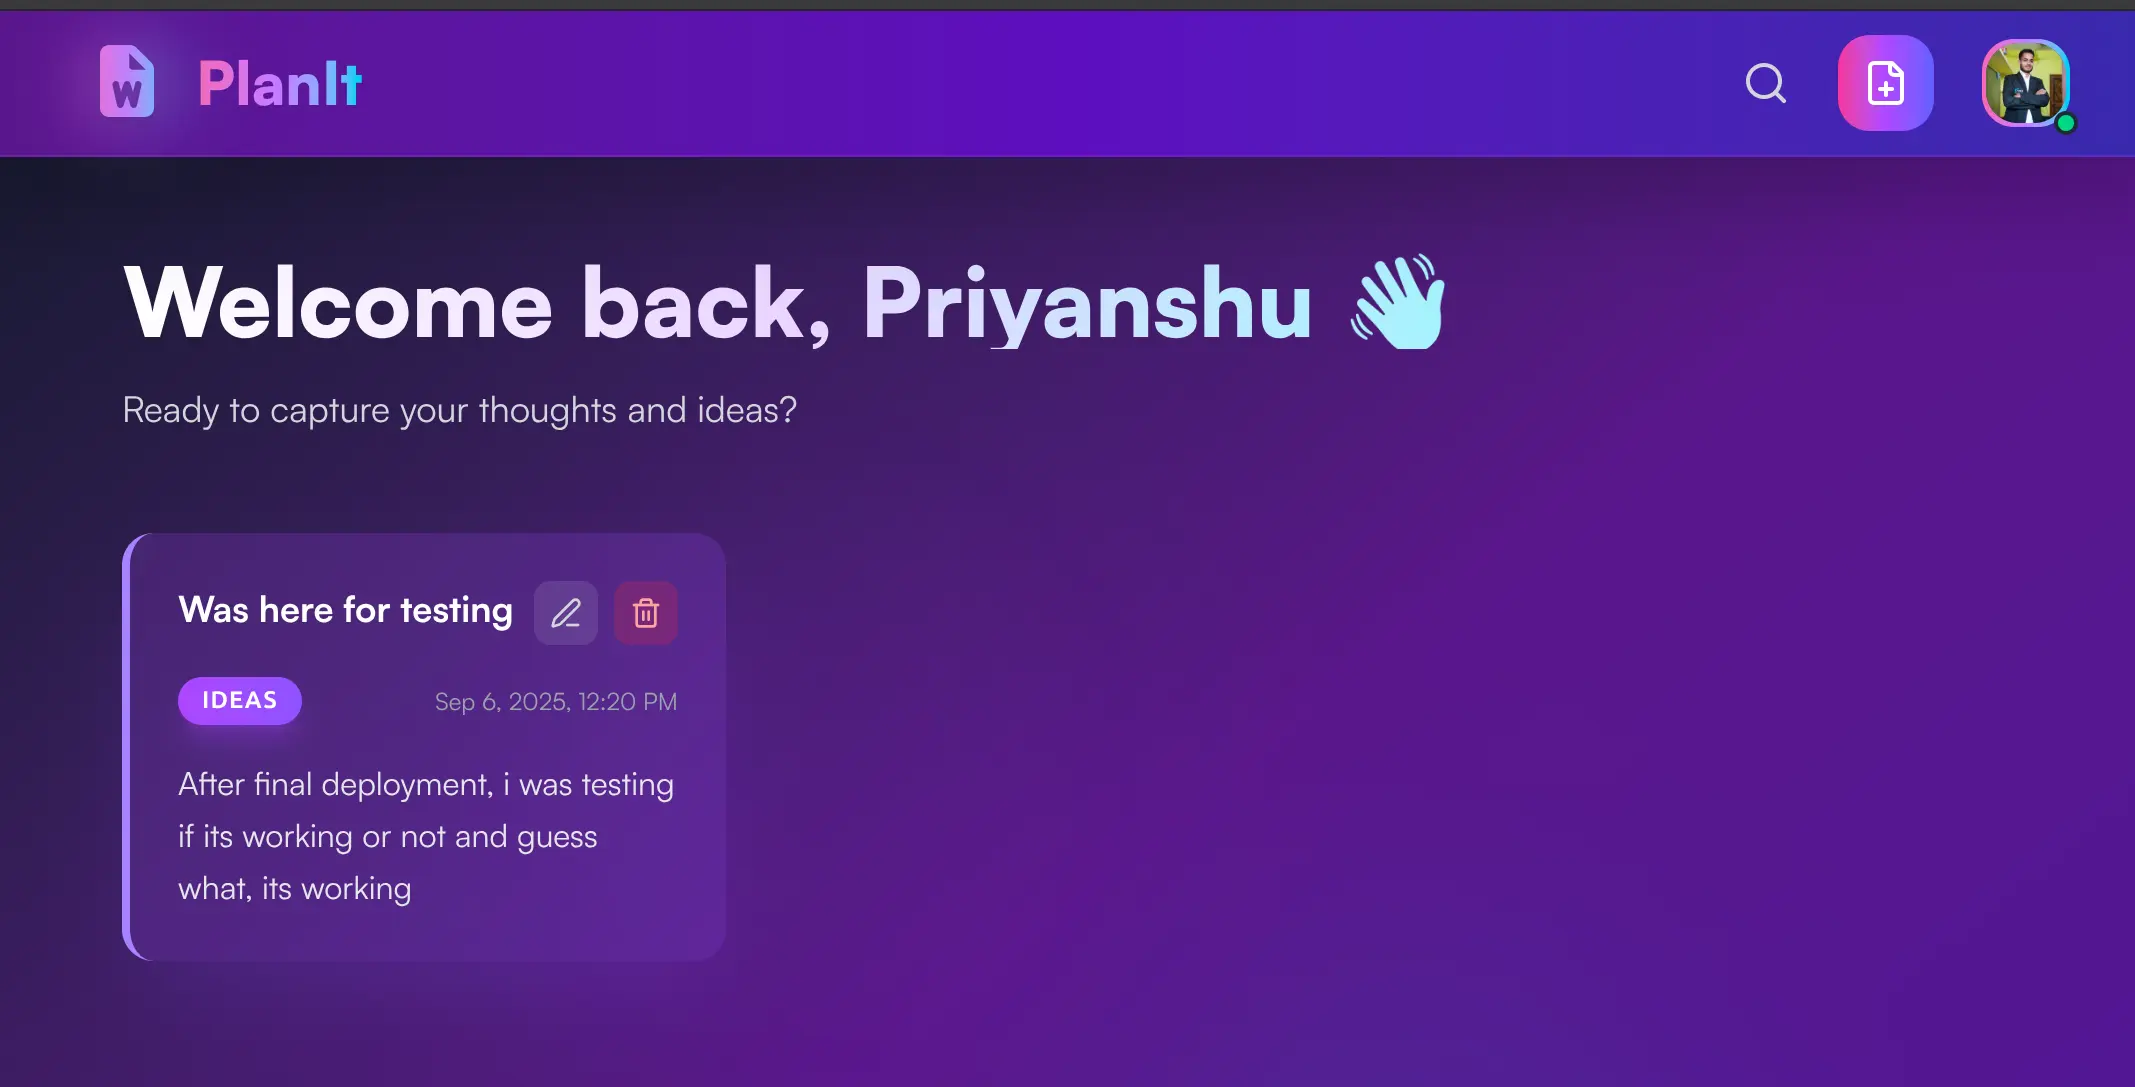 W
PlanIt
Welcome back, Priyanshu 👋
Ready to capture your thoughts and ideas?
Was here for testing
IDEAS
Sep 6, 2025, 12:20 PM
After final deployment, i was testing
if its working or not and guess
what, its working